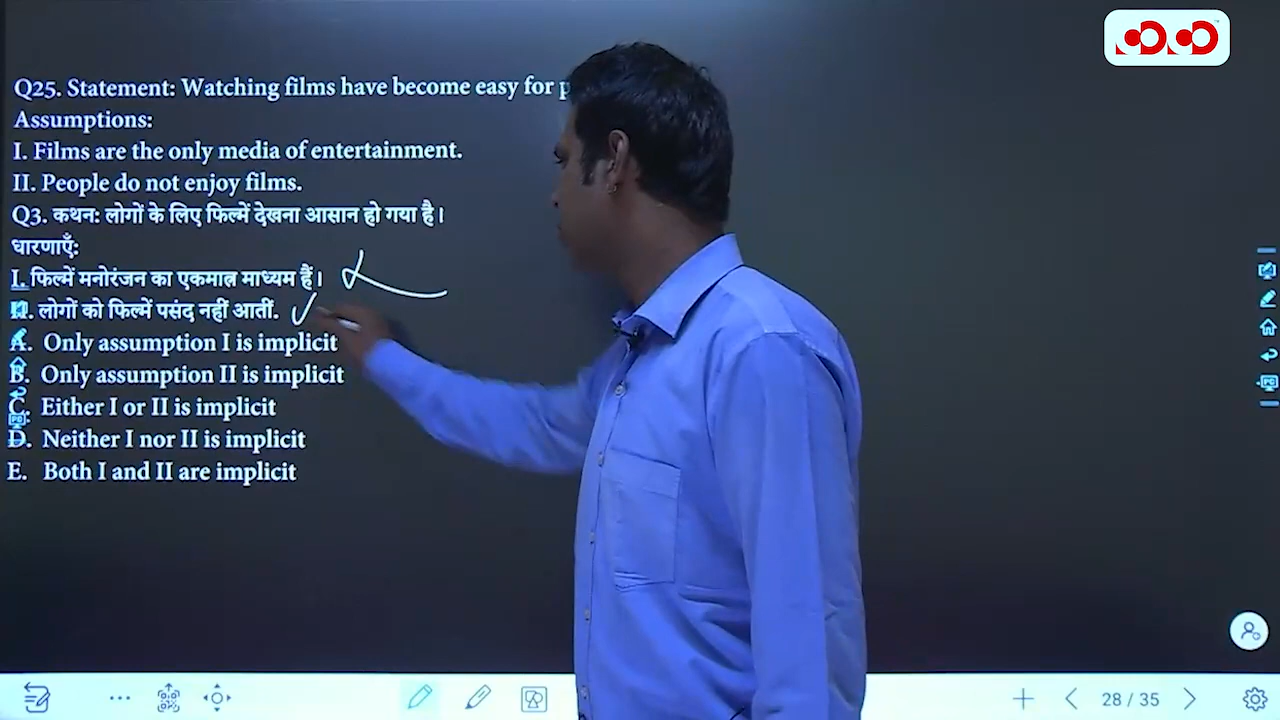 Q25. Statement: Watching films have become easy for
Assumptions:
I. Films are the only media of entertainment.
II. People do not enjoy films.
Q3. कथन: लोगों के लिए फिल्में देखना आसान हो गया है।
धारणाएँ:
I. फिल्में मनोरंजन का एकमात्र माध्यम हैं।
II. लोगों को फिल्में पसंद नहीं आतीं.
A. Only assumption I is implicit
B. Only assumption II is implicit
C. Either I or II is implicit
D. Neither I nor II is implicit
E. Both I and II are implicit
28 / 35